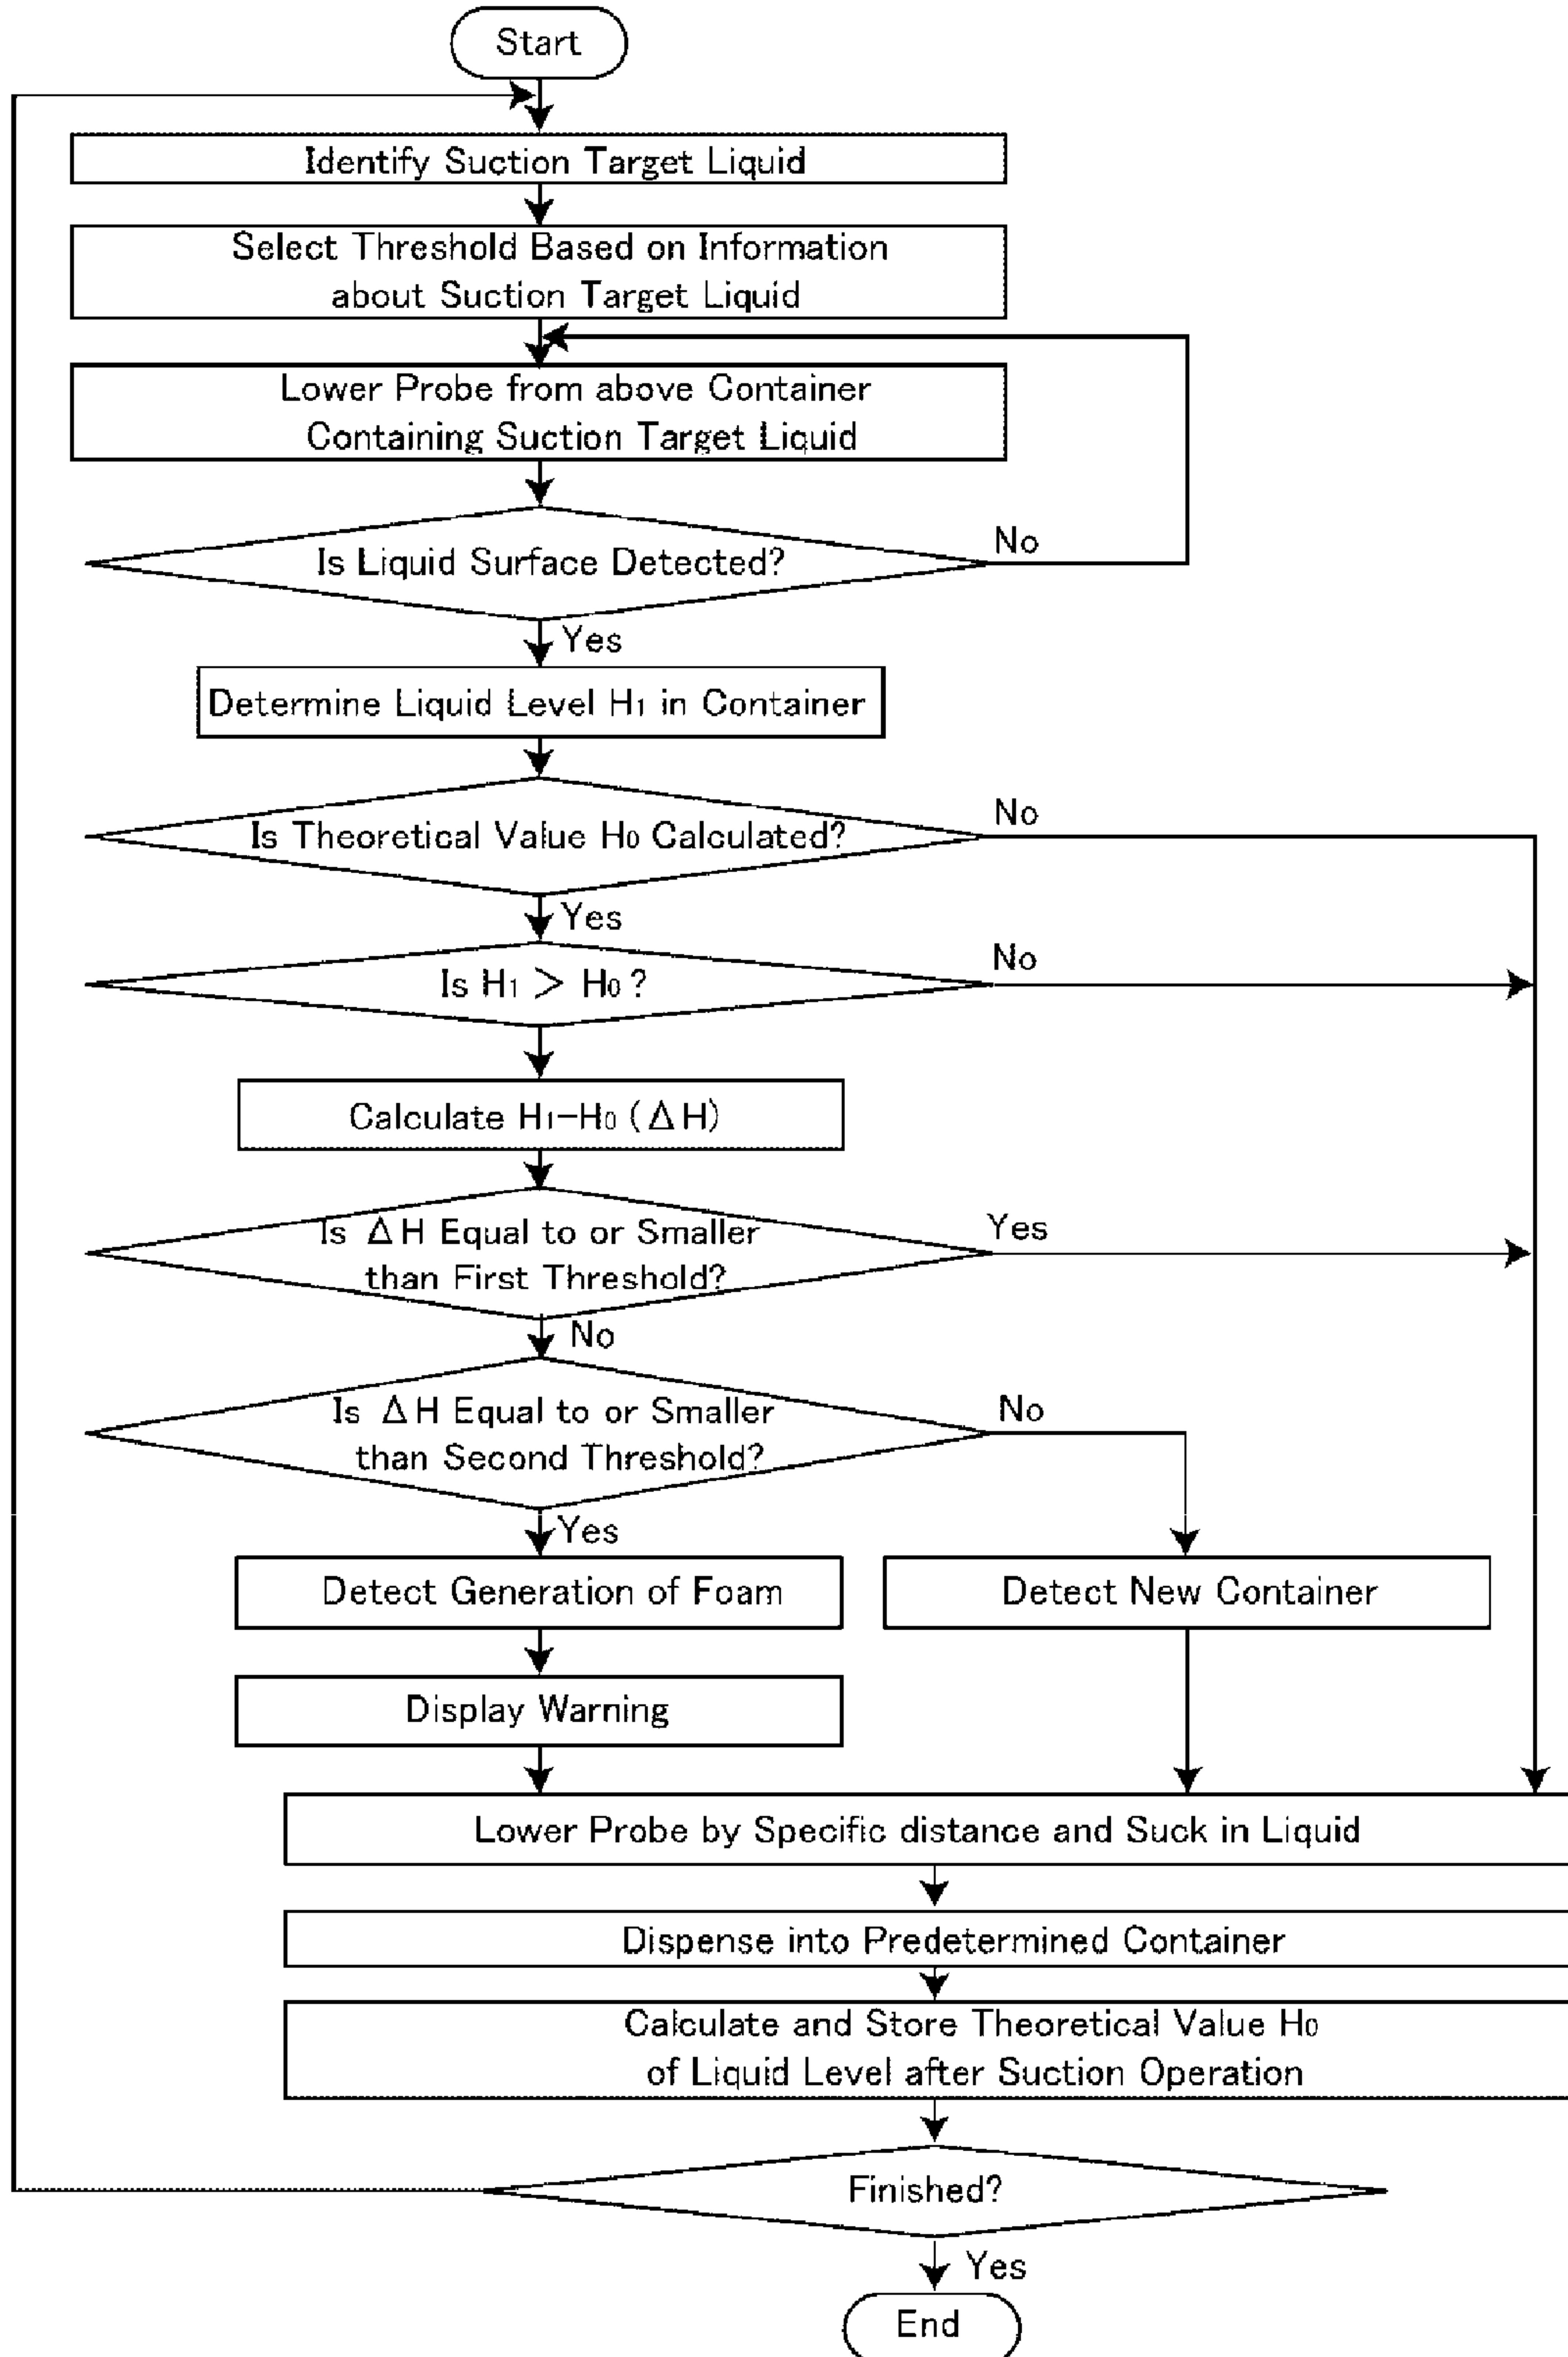 Start
Identify Suction Target Liquid
Select Threshold Based on Information
about Suction Target Liquid
Lower Probe from above Container
Containing Suction Target Liquid
Is Liquid Surface Detected?
No
Yes
Determine Liquid Level H1 in Container
Is Theoretical Value H0 Calculated?
No
Yes
Is H1 > H0 ?
No
Calculate H1-H0 (ΔH)
Is ΔH Equal to or Smaller
than First Threshold?
Yes
No
Is ΔH Equal to or Smaller
than Second Threshold?
No
Yes
Detect Generation of Foam
Detect New Container
Display Warning
Lower Probe by Specific distance and Suck in Liquid
Dispense into Predetermined Container
Calculate and Store Theoretical Value H0
of Liquid Level after Suction Operation
Finished?
Yes
End